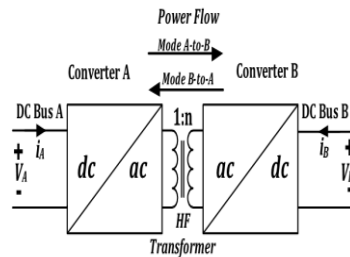 Power Flow
Mode A-to-B
Mode B-to-A
Converter A
Converter B
DC Bus A
DC Bus B
1:n
i_A
i_B
+
V_A
-
dc
ac
ac
dc
+
-
HF
Transformer